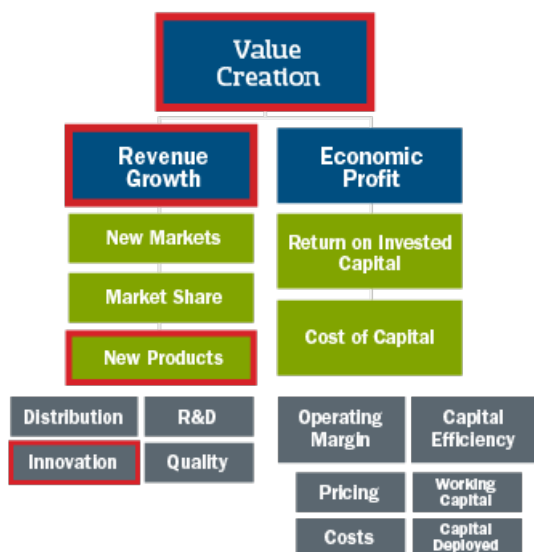 Value
Creation
Revenue
Growth
Economic
Profit
New Markets
Market Share
New Products
Return on Invested
Capital
Cost of Capital
Distribution
R&D
Innovation
Quality
Operating
Margin
Capital
Efficiency
Pricing
Working
Capital
Costs
Capital
Deployed